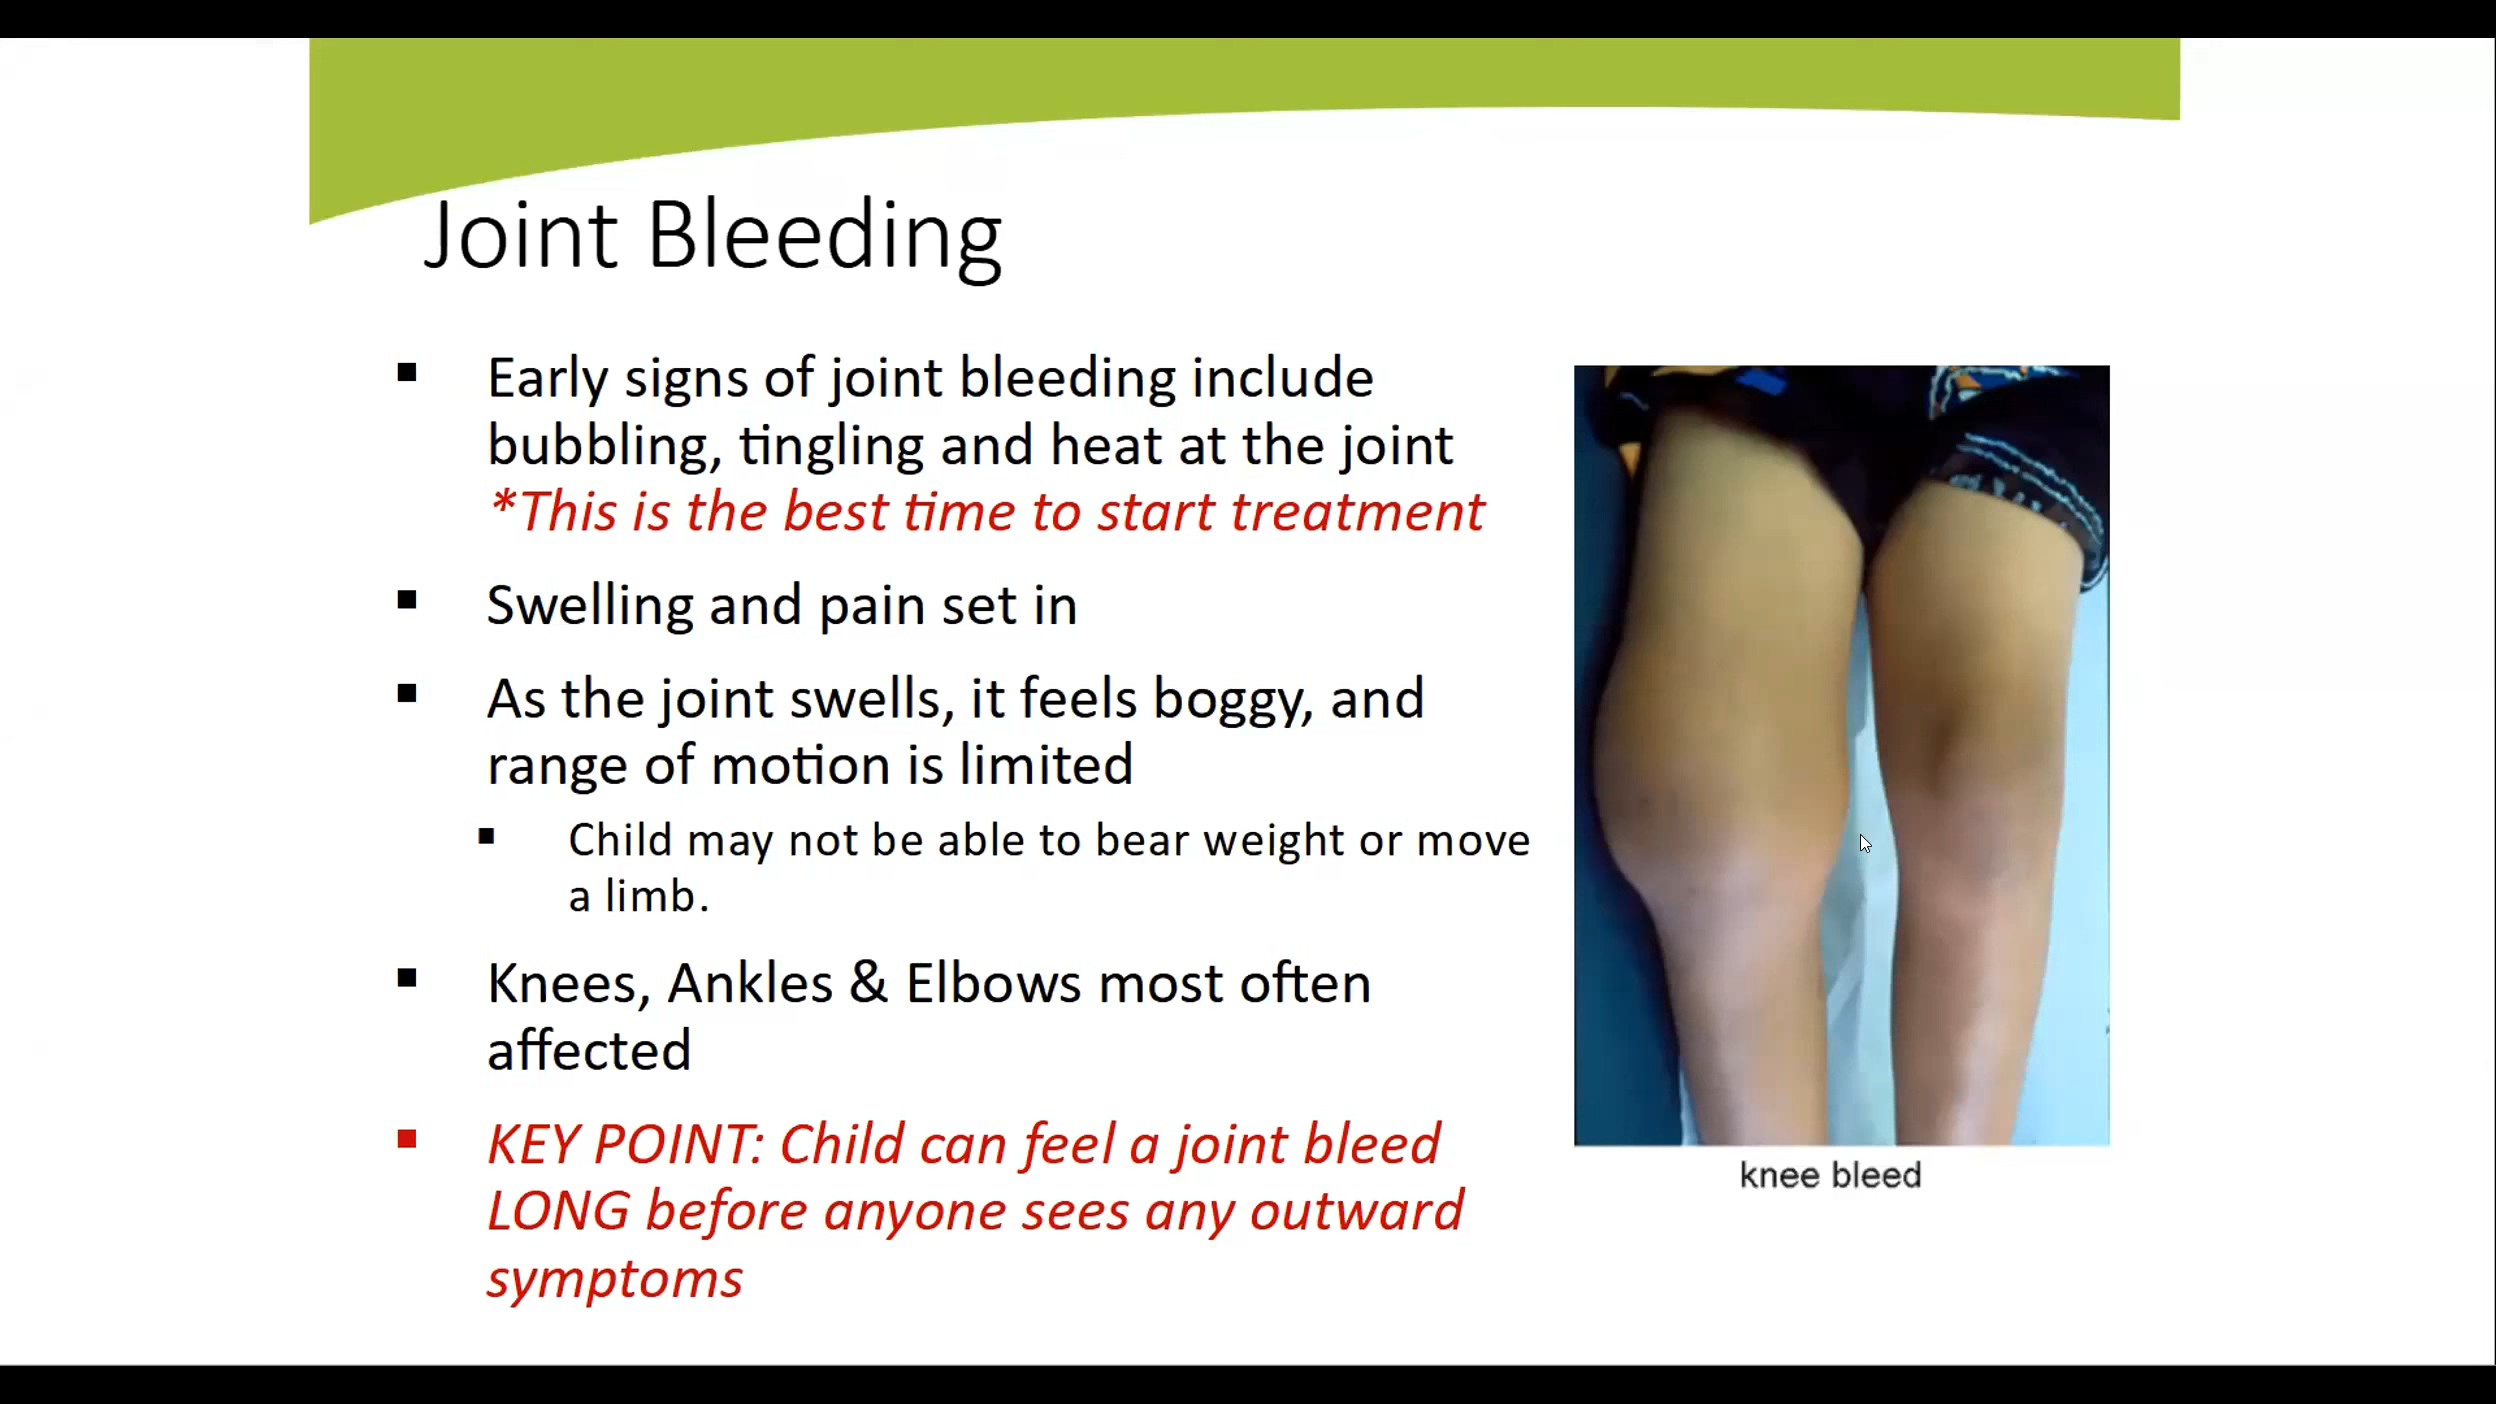 Joint Bleeding
Early signs of joint bleeding include
bubbling, tingling and heat at the joint
*This is the best time to start treatment
Swelling and pain set in
As the joint swells, it feels boggy, and
range of motion is limited
Child may not be able to bear weight or move
a limb.
Knees, Ankles & Elbows most often
affected
KEY POINT: Child can feel a joint bleed
LONG before anyone sees any outward
symptoms
knee bleed